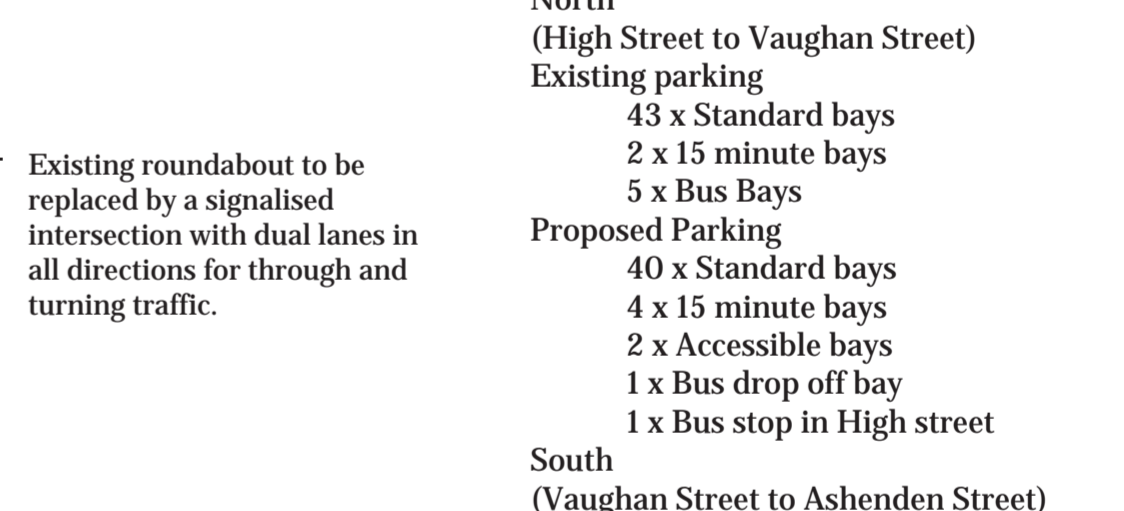 Existing roundabout to be
replaced by a signalised
intersection with dual lanes in
all directions for through and
turning traffic.
North
(High Street to Vaughan Street)
Existing parking
43 x Standard bays
2 x 15 minute bays
5 x Bus Bays
Proposed Parking
40 x Standard bays
4 x 15 minute bays
2 x Accessible bays
1 x Bus drop off bay
1 x Bus stop in High street
South
(Vaughan Street to Ashenden Street)